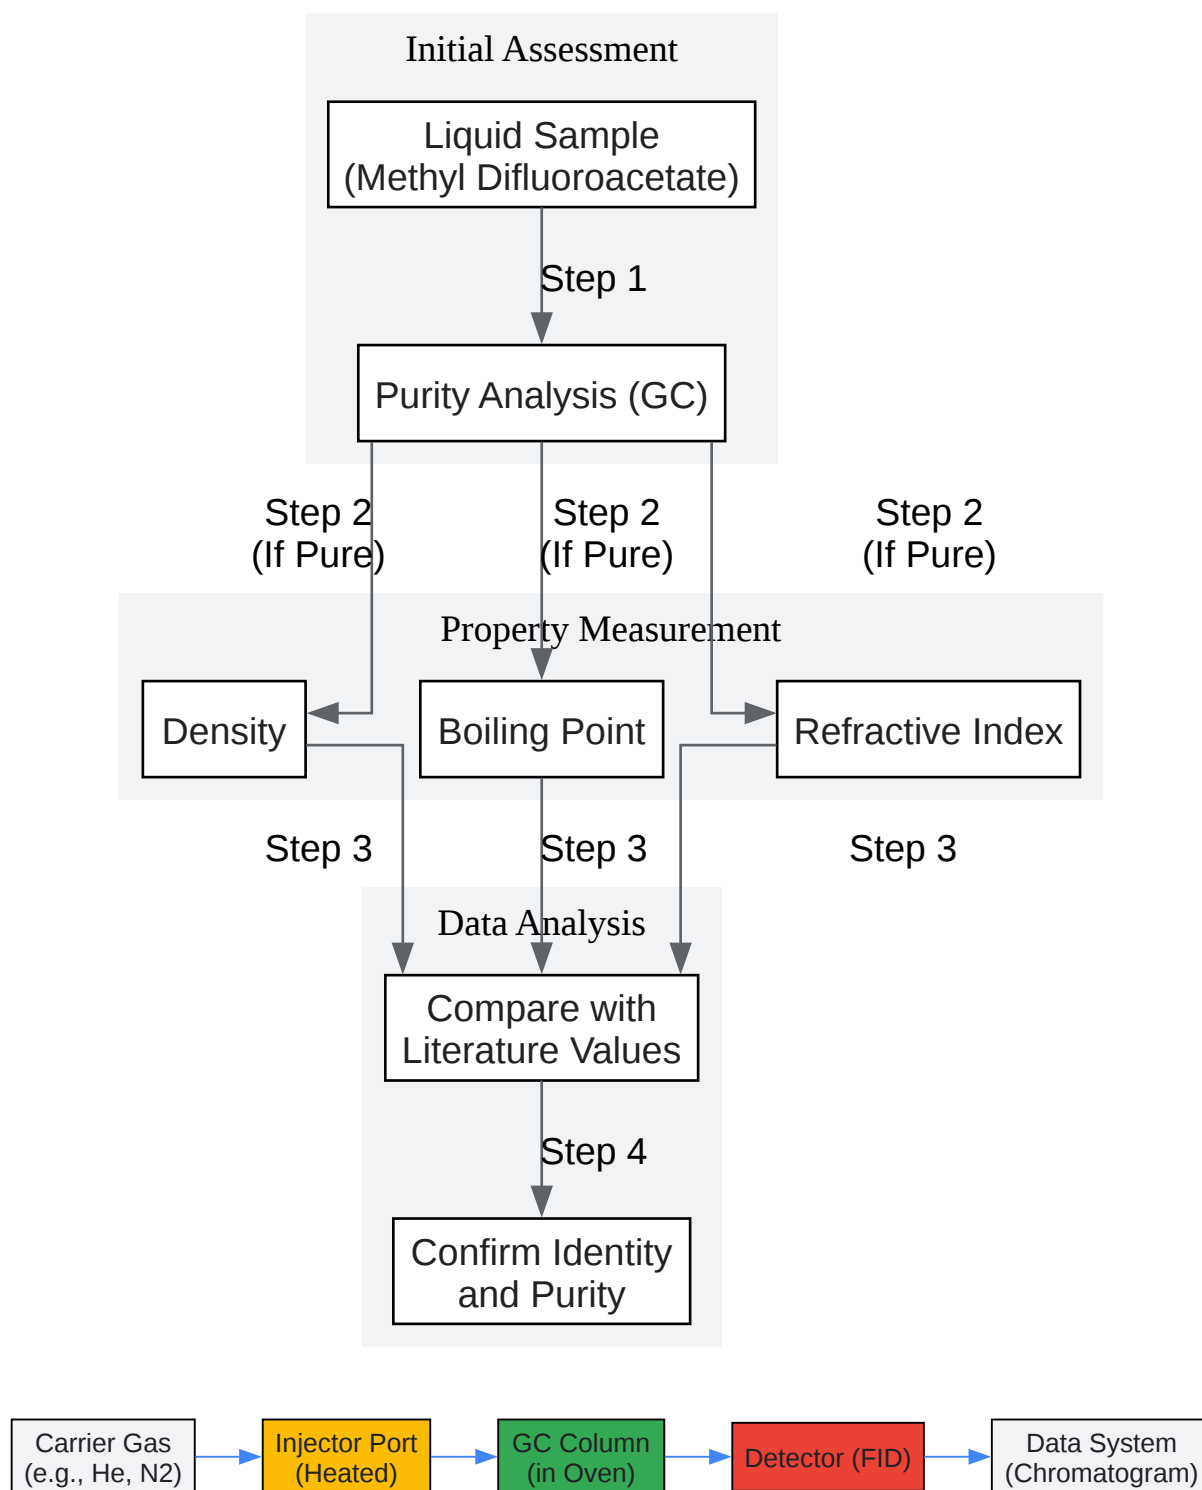 Initial Assessment
Liquid Sample
(Methyl Difluoroacetate)
Step 1
Purity Analysis (GC)
Step 2
(If Pure)
Step 2
(If Pure)
Step 2
(If Pure)
Property Measurement
Density
Boiling Point
Refractive Index
Step 3
Step 3
Step 3
Data Analysis
Compare with
Literature Values
Step 4
Confirm Identity
and Purity
Carrier Gas
(e.g., He, N2)
Injector Port
(Heated)
GC Column
(in Oven)
Detector (FID)
Data System
(Chromatogram)